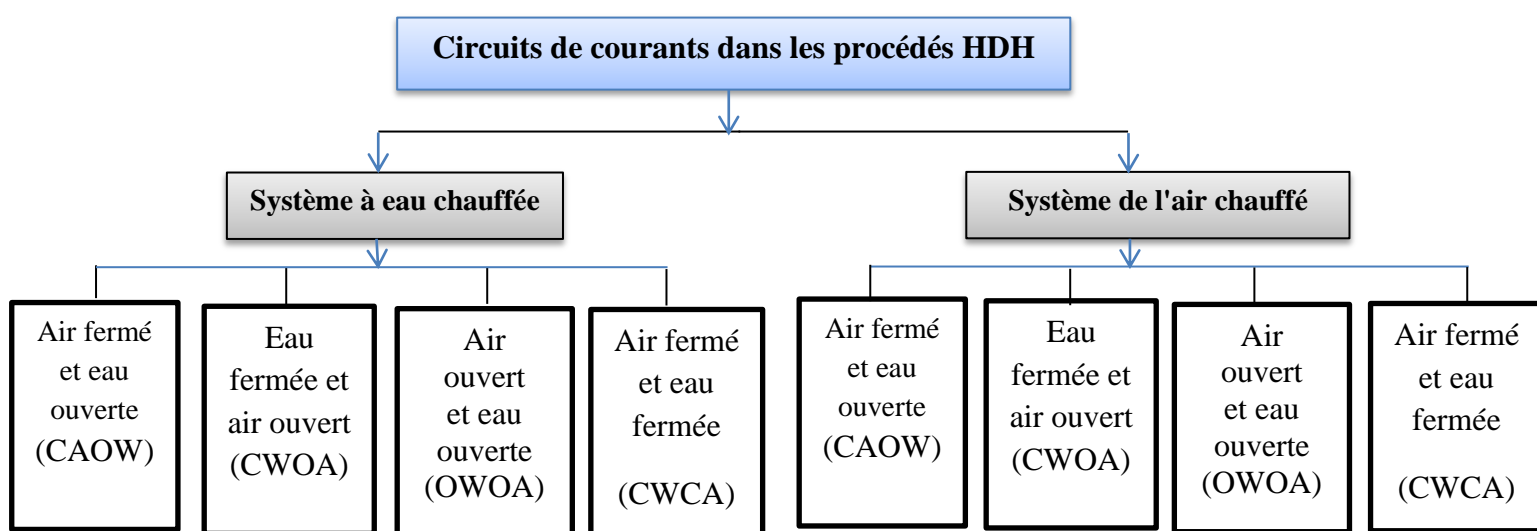 Circuits de courants dans les procédés HDH
Système à eau chauffée
Système de l'air chauffé
Air fermé
et eau
ouverte
(CAOW)
Eau
fermée et
air ouvert
(CWOA)
Air
ouvert
et eau
ouverte
(OWOA)
Air fermé
et eau
fermée
(CWCA)
Air fermé
et eau
ouverte
(CAOW)
Eau
fermée et
air ouvert
(CWOA)
Air
ouvert
et eau
ouverte
(OWOA)
Air fermé
et eau
fermée
(CWCA)